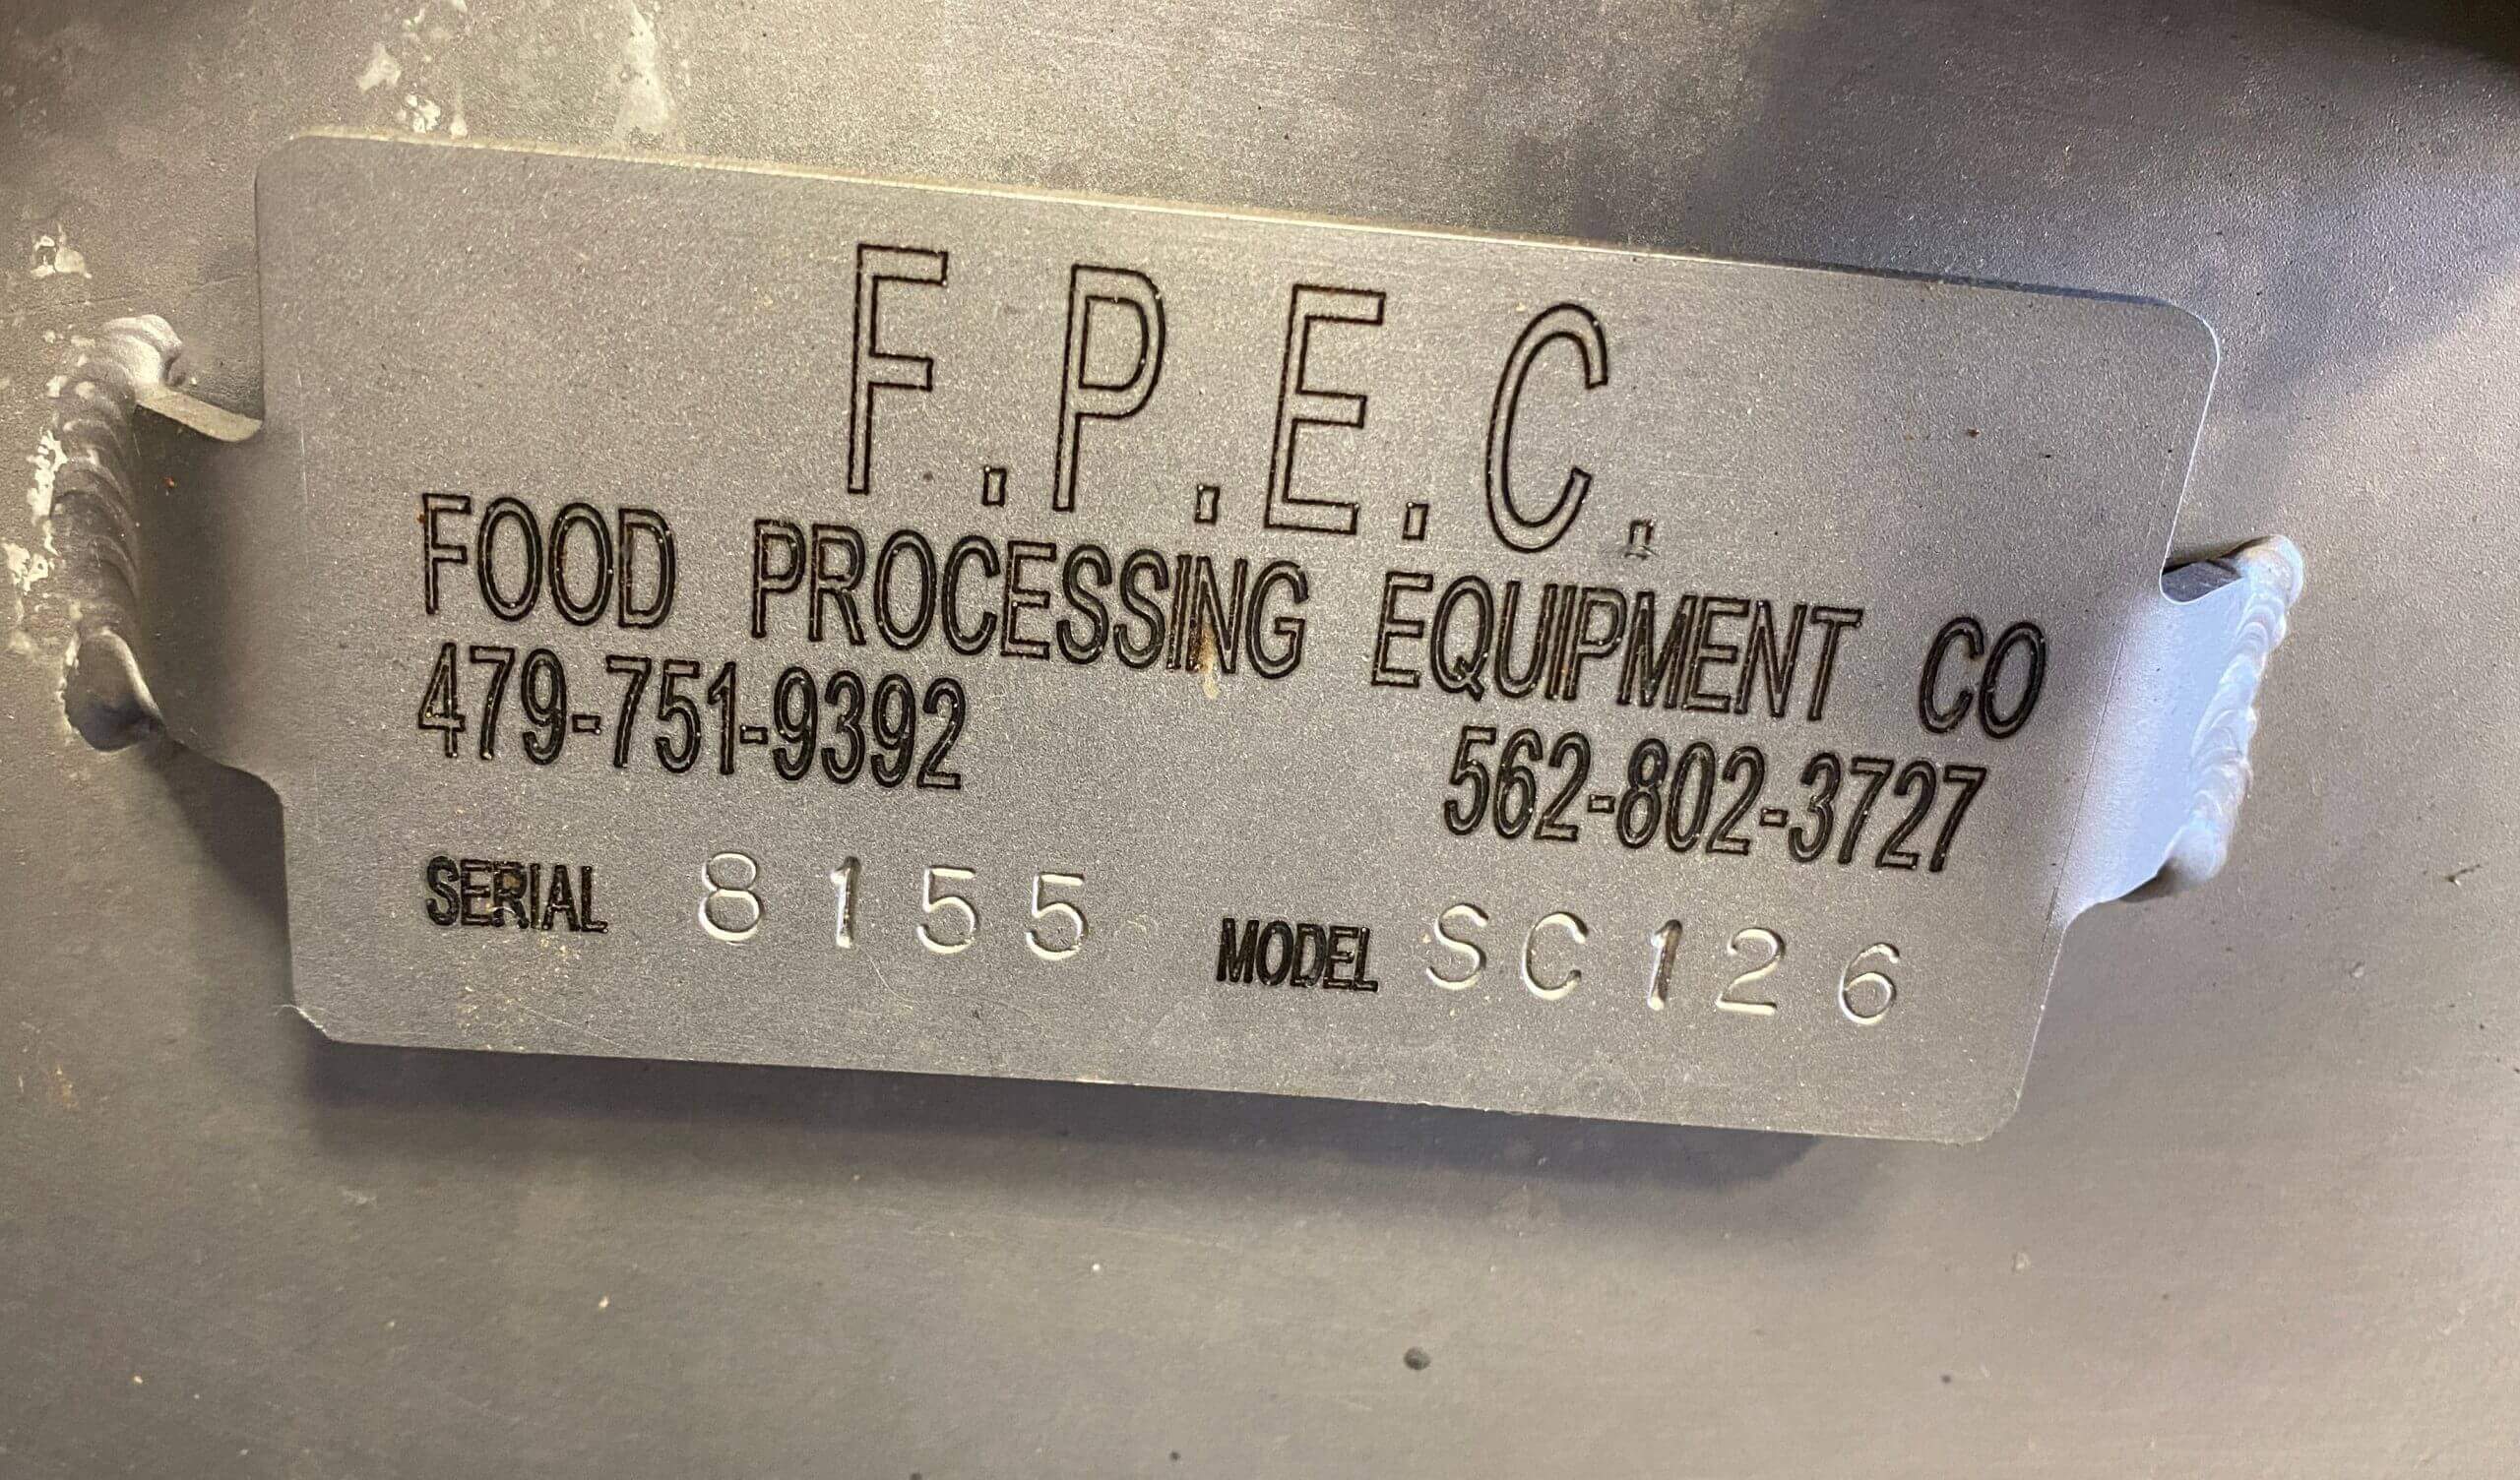 F.P.E.C.
FOOD PROCESSING EQUIPMENT CO
479-751-9392 562-802-3727
SERIAL 8155 MODEL SC126